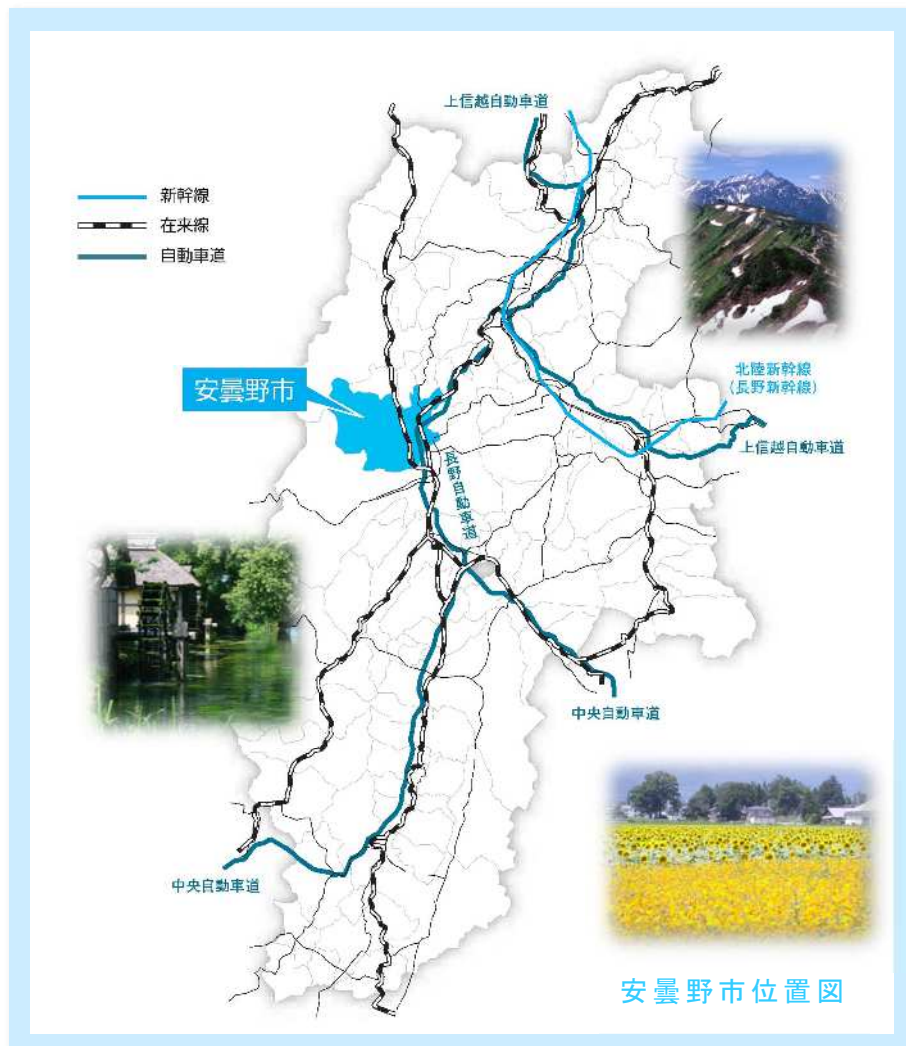 上信越自動車道
新幹線
在来線
自動車道
北陸新幹線
(長野新幹線)
安曇野市
上信越自動車道
長野自動車道
中央自動車道
中央自動車道
安曇野市位置図